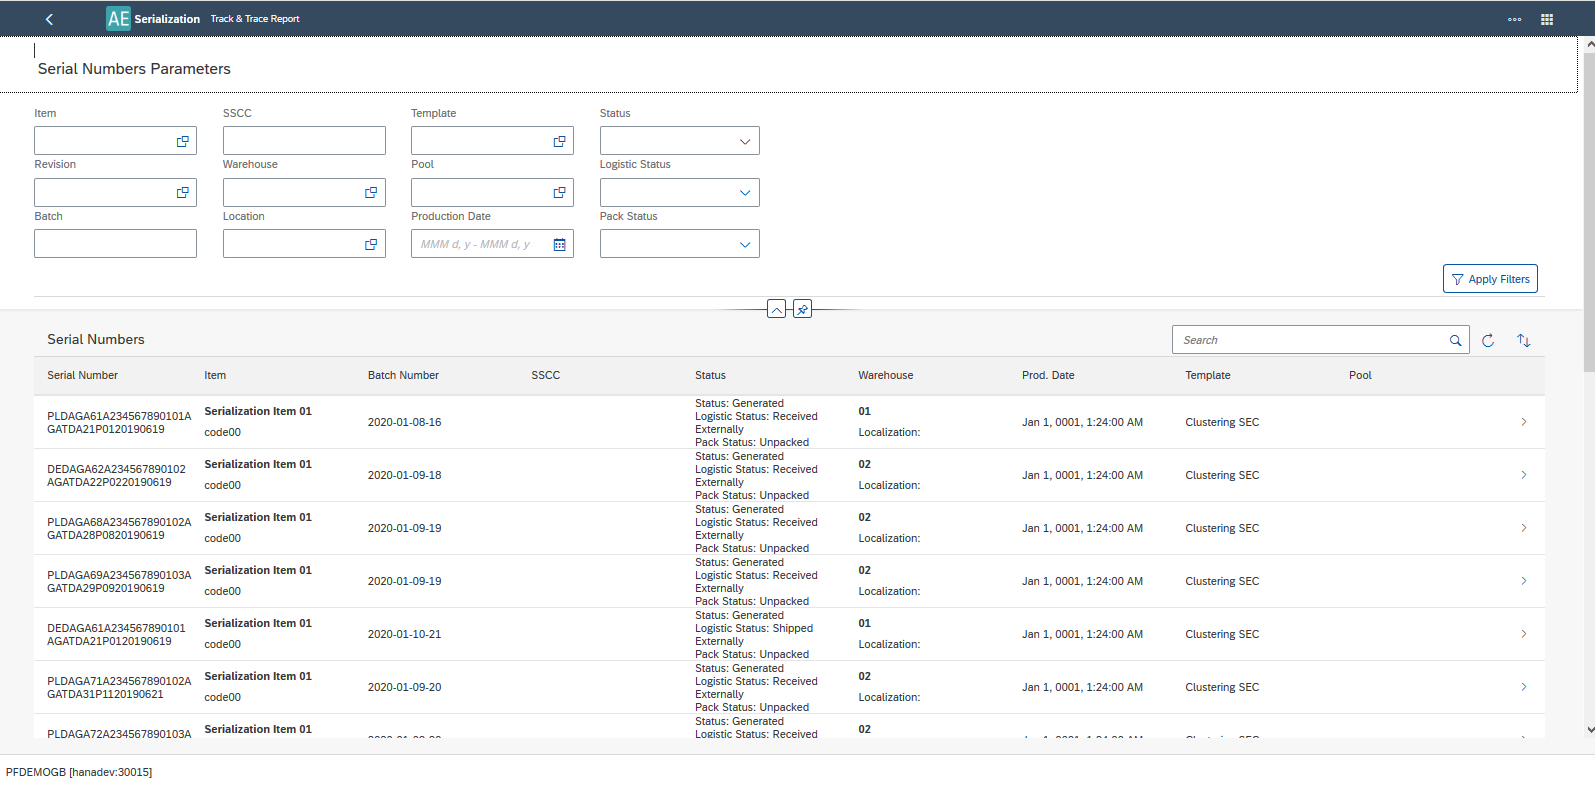 AE Serialization Track & Trace Report
Serial Numbers Parameters
Item SSCC Template Status
Revision Warehouse Pool Logistic Status
Batch Location Production Date Pack Status
MMM d, y - MMM d, y
Apply Filters
Serial Numbers
Search
Serial Number Item Batch Number SSCC Status Warehouse Prod. Date Template Pool
PLDAGA61A234567890101A
GATDA21P0120190619
Serialization Item 01
code00
2020-01-08-16
Status: Generated
Logistic Status: Received
Externally
Pack Status: Unpacked
01
Localization:
Jan 1, 0001, 1:24:00 AM
Clustering SEC
DEDAGA62A234567890102
AGATDA22P0220190619
Serialization Item 01
code00
2020-01-09-18
Status: Generated
Logistic Status: Received
Externally
Pack Status: Unpacked
02
Localization:
Jan 1, 0001, 1:24:00 AM
Clustering SEC
PLDAGA68A234567890102A
GATDA28P0820190619
Serialization Item 01
code00
2020-01-09-19
Status: Generated
Logistic Status: Received
Externally
Pack Status: Unpacked
02
Localization:
Jan 1, 0001, 1:24:00 AM
Clustering SEC
PLDAGA69A234567890103A
GATDA29P0920190619
Serialization Item 01
code00
2020-01-09-19
Status: Generated
Logistic Status: Received
Externally
Pack Status: Unpacked
02
Localization:
Jan 1, 0001, 1:24:00 AM
Clustering SEC
DEDAGA61A234567890101
AGATDA21P0120190619
Serialization Item 01
code00
2020-01-10-21
Status: Generated
Logistic Status: Shipped
Externally
Pack Status: Unpacked
01
Localization:
Jan 1, 0001, 1:24:00 AM
Clustering SEC
PLDAGA71A234567890102A
GATDA31P1120190621
Serialization Item 01
code00
2020-01-09-20
Status: Generated
Logistic Status: Received
Externally
Pack Status: Unpacked
02
Localization:
Jan 1, 0001, 1:24:00 AM
Clustering SEC
PLDAGA72A234567890103A
Serialization Item 01
Status: Generated
Logistic Status: Received
02
PFDEMOGB [hanadev:30015]